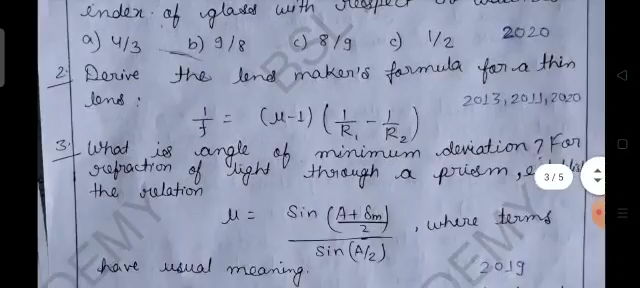 index of glass with respect
a) 4/3 b) 9/8 c) 8/9 c) 1/2 2020
2. Derive the lens maker's formula for a thin
lens:
1/f = (μ-1) (1/R1 - 1/R2) 2013, 2011, 2020
3. What is angle of minimum deviation? For
refraction of light through a prism,
the relation
μ = Sin (A+δm/2) / Sin (A/2), where terms
have usual meaning. 2019
3/5